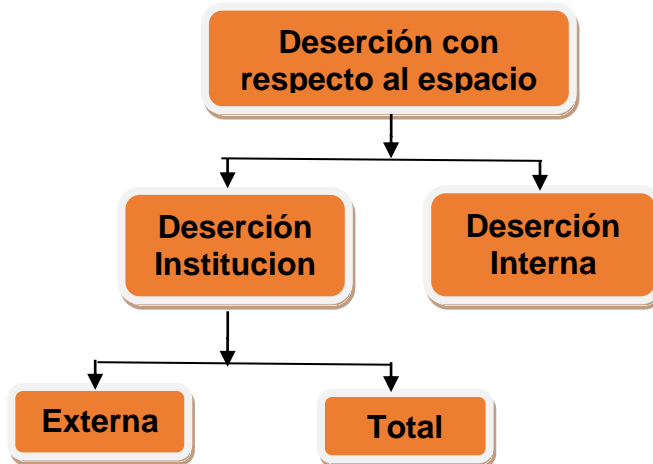 Deserción con
respecto al espacio
Deserción
Institucion
Deserción
Interna
Externa
Total